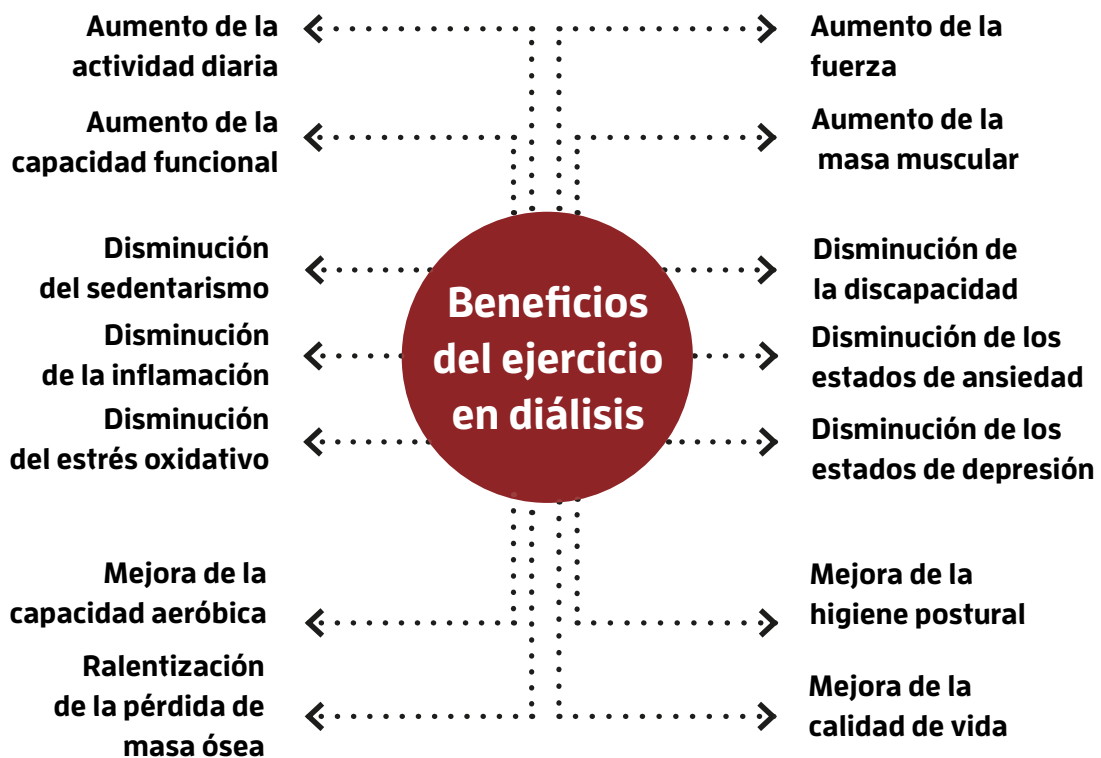 Aumento de la
actividad diaria
Aumento de la
capacidad funcional
Disminución
del sedentarismo
Disminución
de la inflamación
Disminución
del estrés oxidativo
Mejora de la
capacidad aeróbica
Ralentización
de la pérdida de
masa ósea
Beneficios
del ejercicio
en diálisis
Aumento de la
fuerza
Aumento de la
masa muscular
Disminución de
la discapacidad
Disminución de los
estados de ansiedad
Disminución de los
estados de depresión
Mejora de la
higiene postural
Mejora de la
calidad de vida